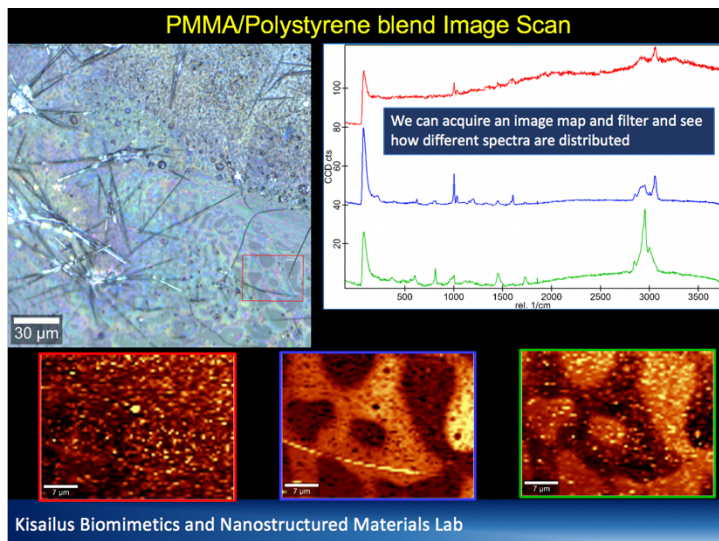 PMMA/Polystyrene blend Image Scan
30 µm
100
80
60
40
20
CCD cts
We can acquire an image map and filter and see
how different spectra are distributed
500
1000
1500
2000
2500
3000
3500
rel. 1/cm
7 µm
7 µm
7 µm
Kisailus Biomimetics and Nanostructured Materials Lab